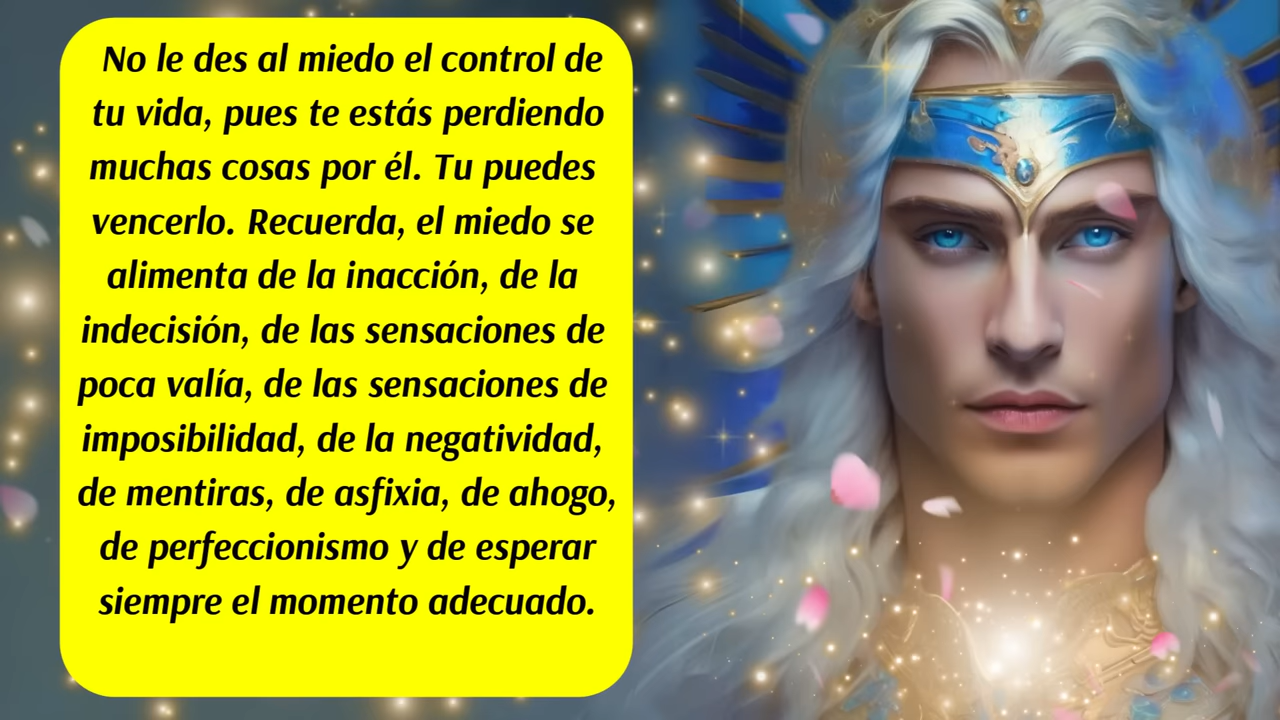 No le des al miedo el control de
tu vida, pues te estás perdiendo
muchas cosas por él. Tu puedes
vencerlo. Recuerda, el miedo se
alimenta de la inacción, de la
indecisión, de las sensaciones de
poca valía, de las sensaciones de
imposibilidad, de la negatividad,
de mentiras, de asfixia, de ahogo,
de perfeccionismo y de esperar
siempre el momento adecuado.